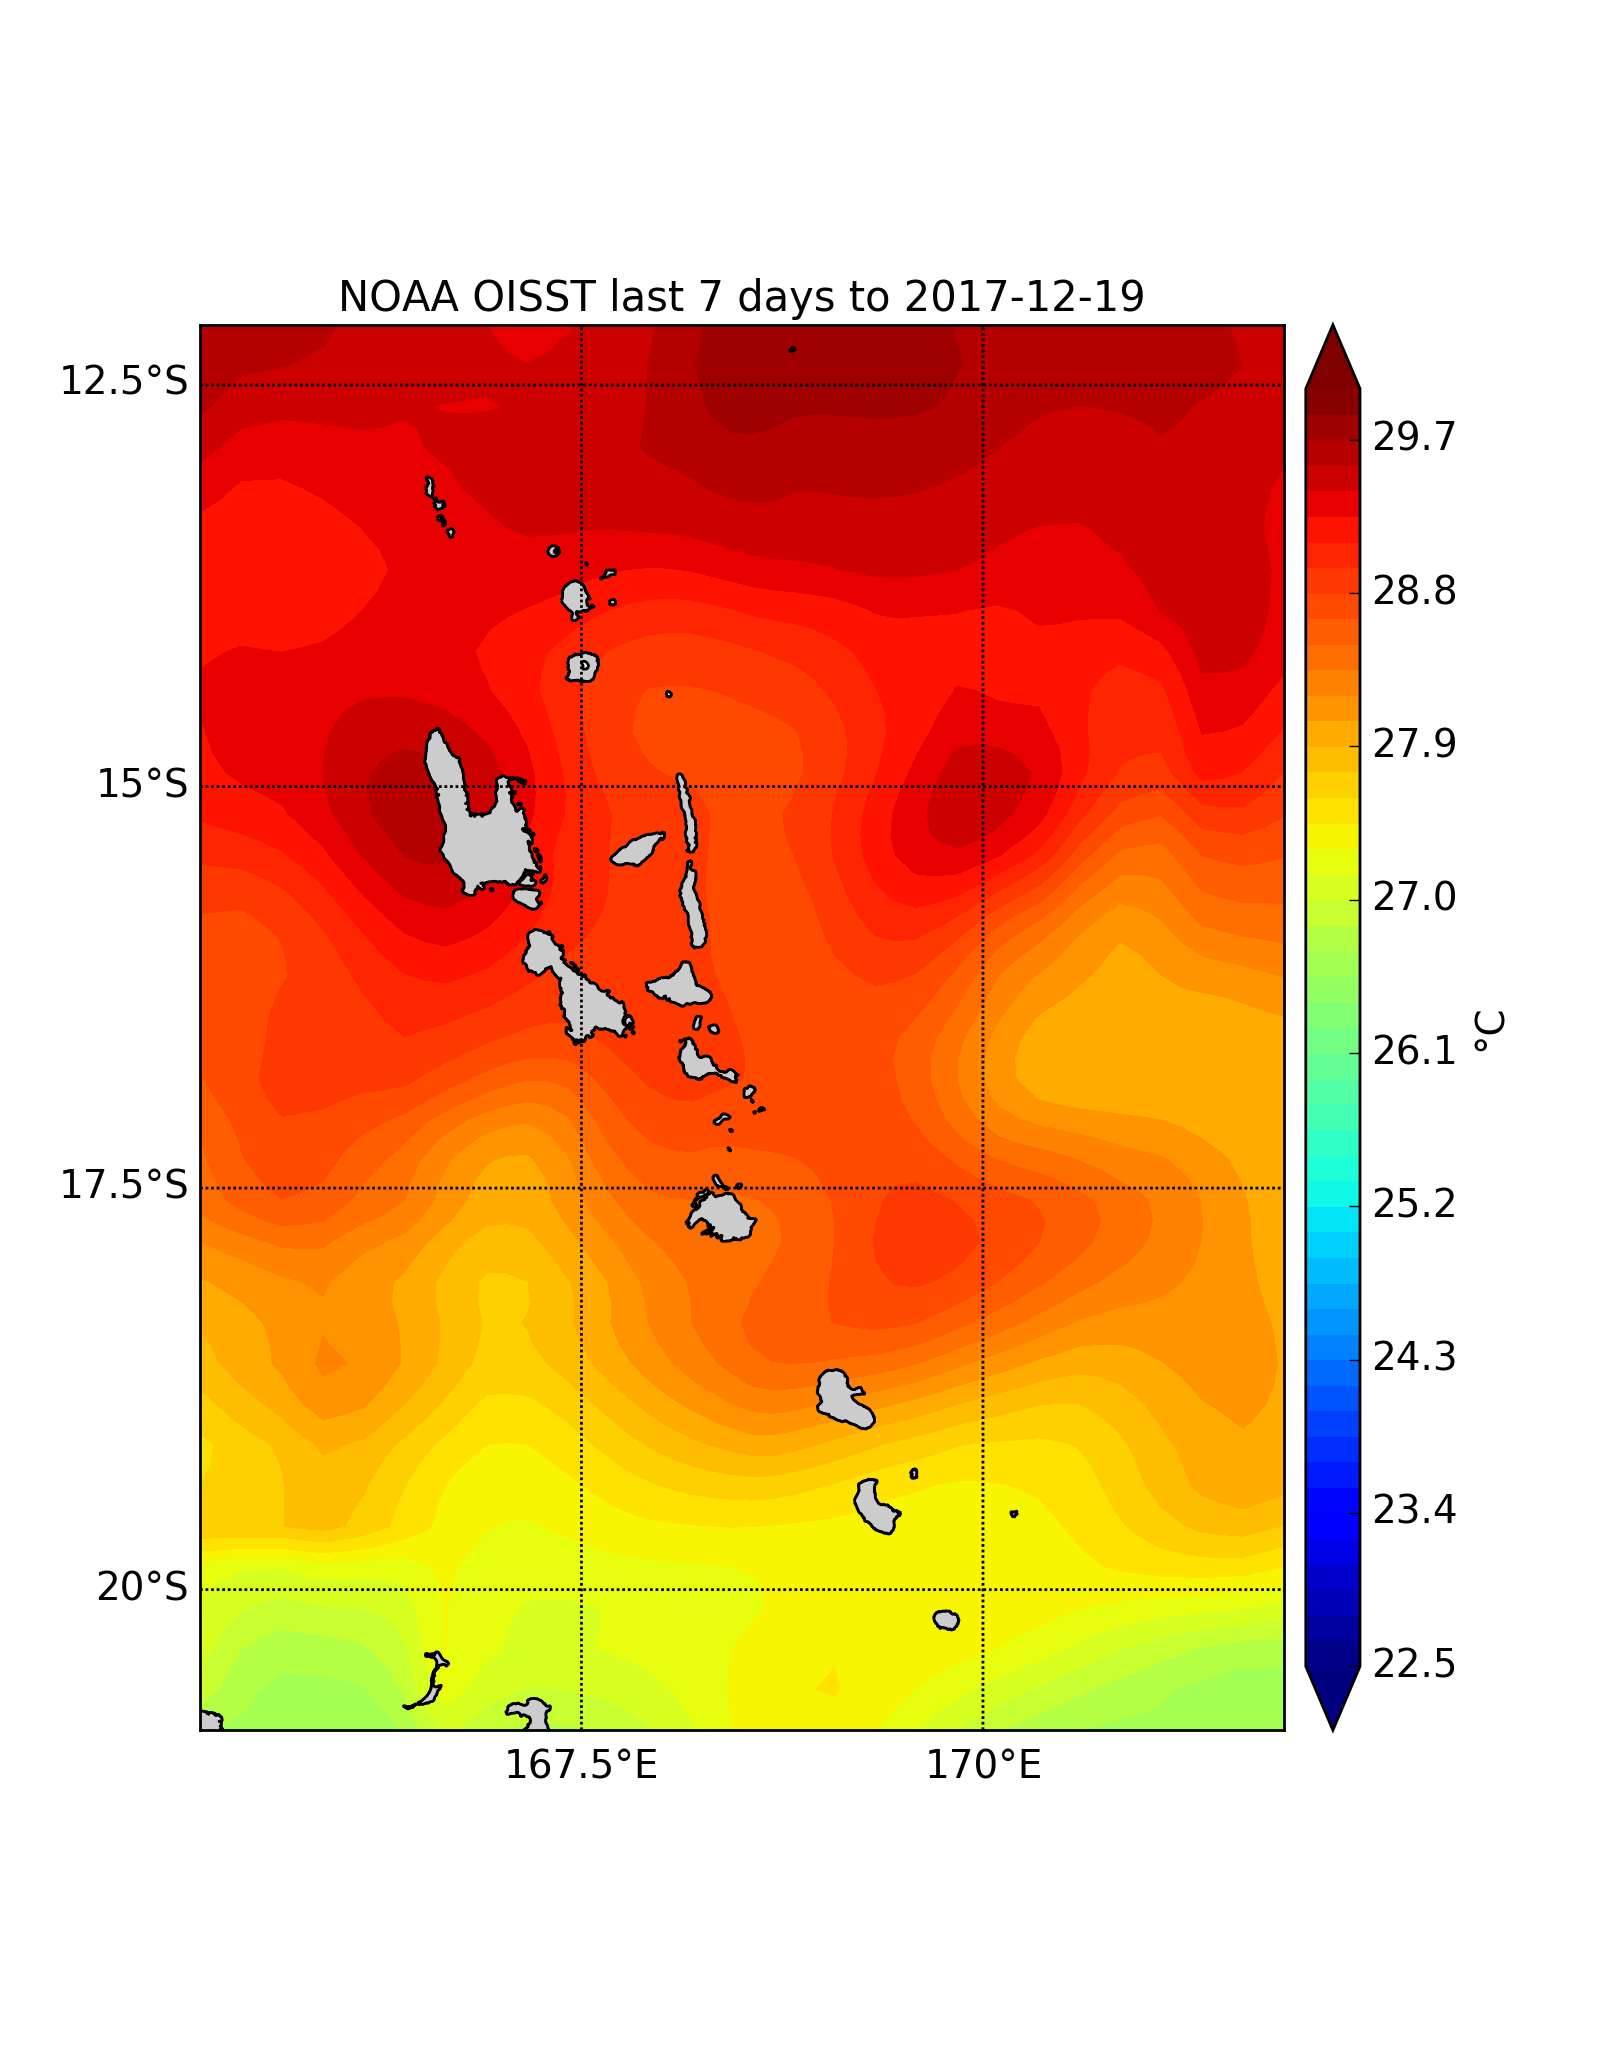 NOAA OISST last 7 days to 2017-12-19
12.5°S
15°S
17.5°S
20°S
167.5°E
170°E
29.7
28.8
27.9
27.0
26.1
25.2
24.3
23.4
22.5
°C